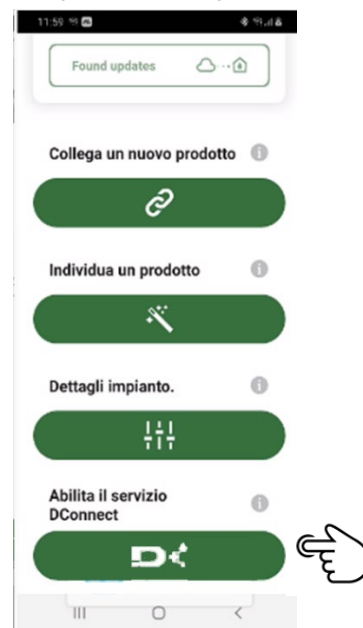 11:59
Found updates
Collega un nuovo prodotto
Individua un prodotto
Dettagli impianto.
Abilita il servizio
DConnect